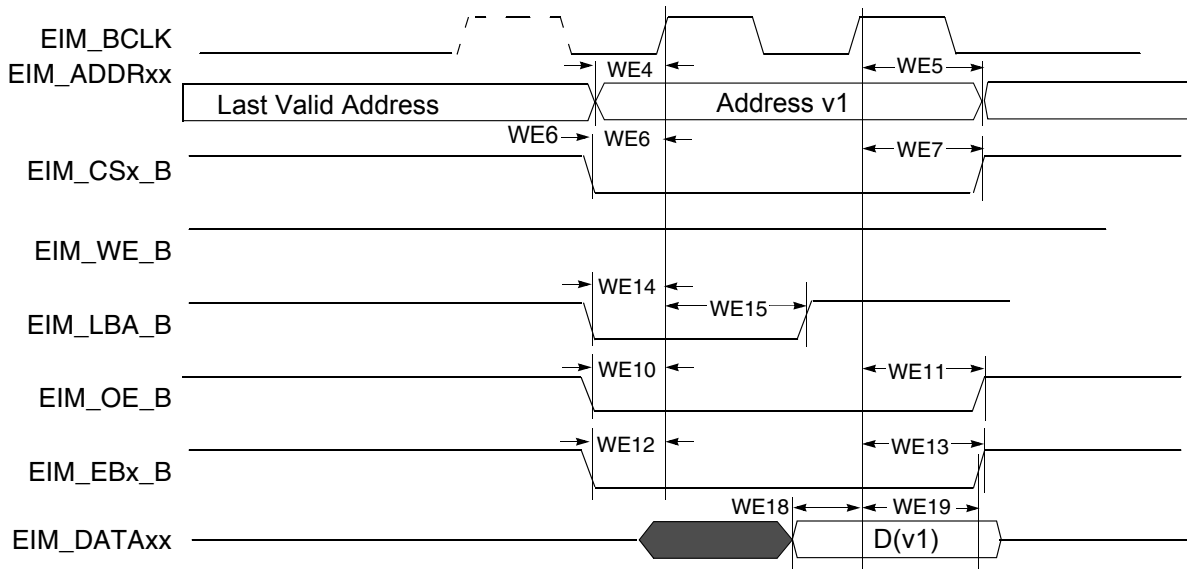 EIM_BCLK
EIM_ADDRxx
WE4
WE5
Last Valid Address
Address v1
WE6
WE6
WE7
EIM_CSx_B
EIM_WE_B
WE14
WE15
EIM_LBA_B
WE10
WE11
EIM_OE_B
WE12
WE13
EIM_EBx_B
WE18
WE19
EIM_DATAxx
D(v1)